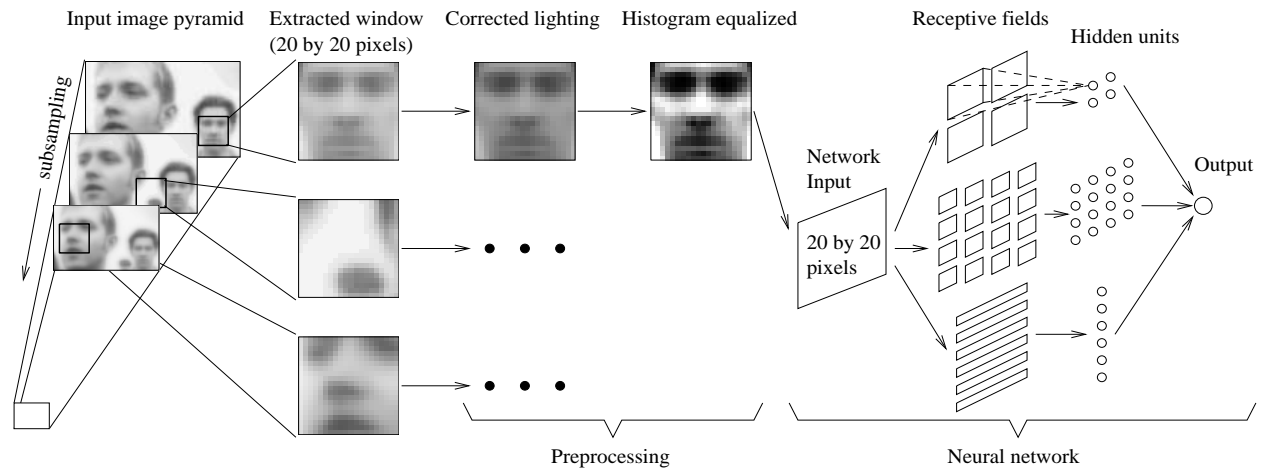 Input image pyramid
Extracted window
(20 by 20 pixels)
Corrected lighting
Histogram equalized
Receptive fields
Hidden units
subsampling
Network
Input
Output
20 by 20
pixels
Preprocessing
Neural network